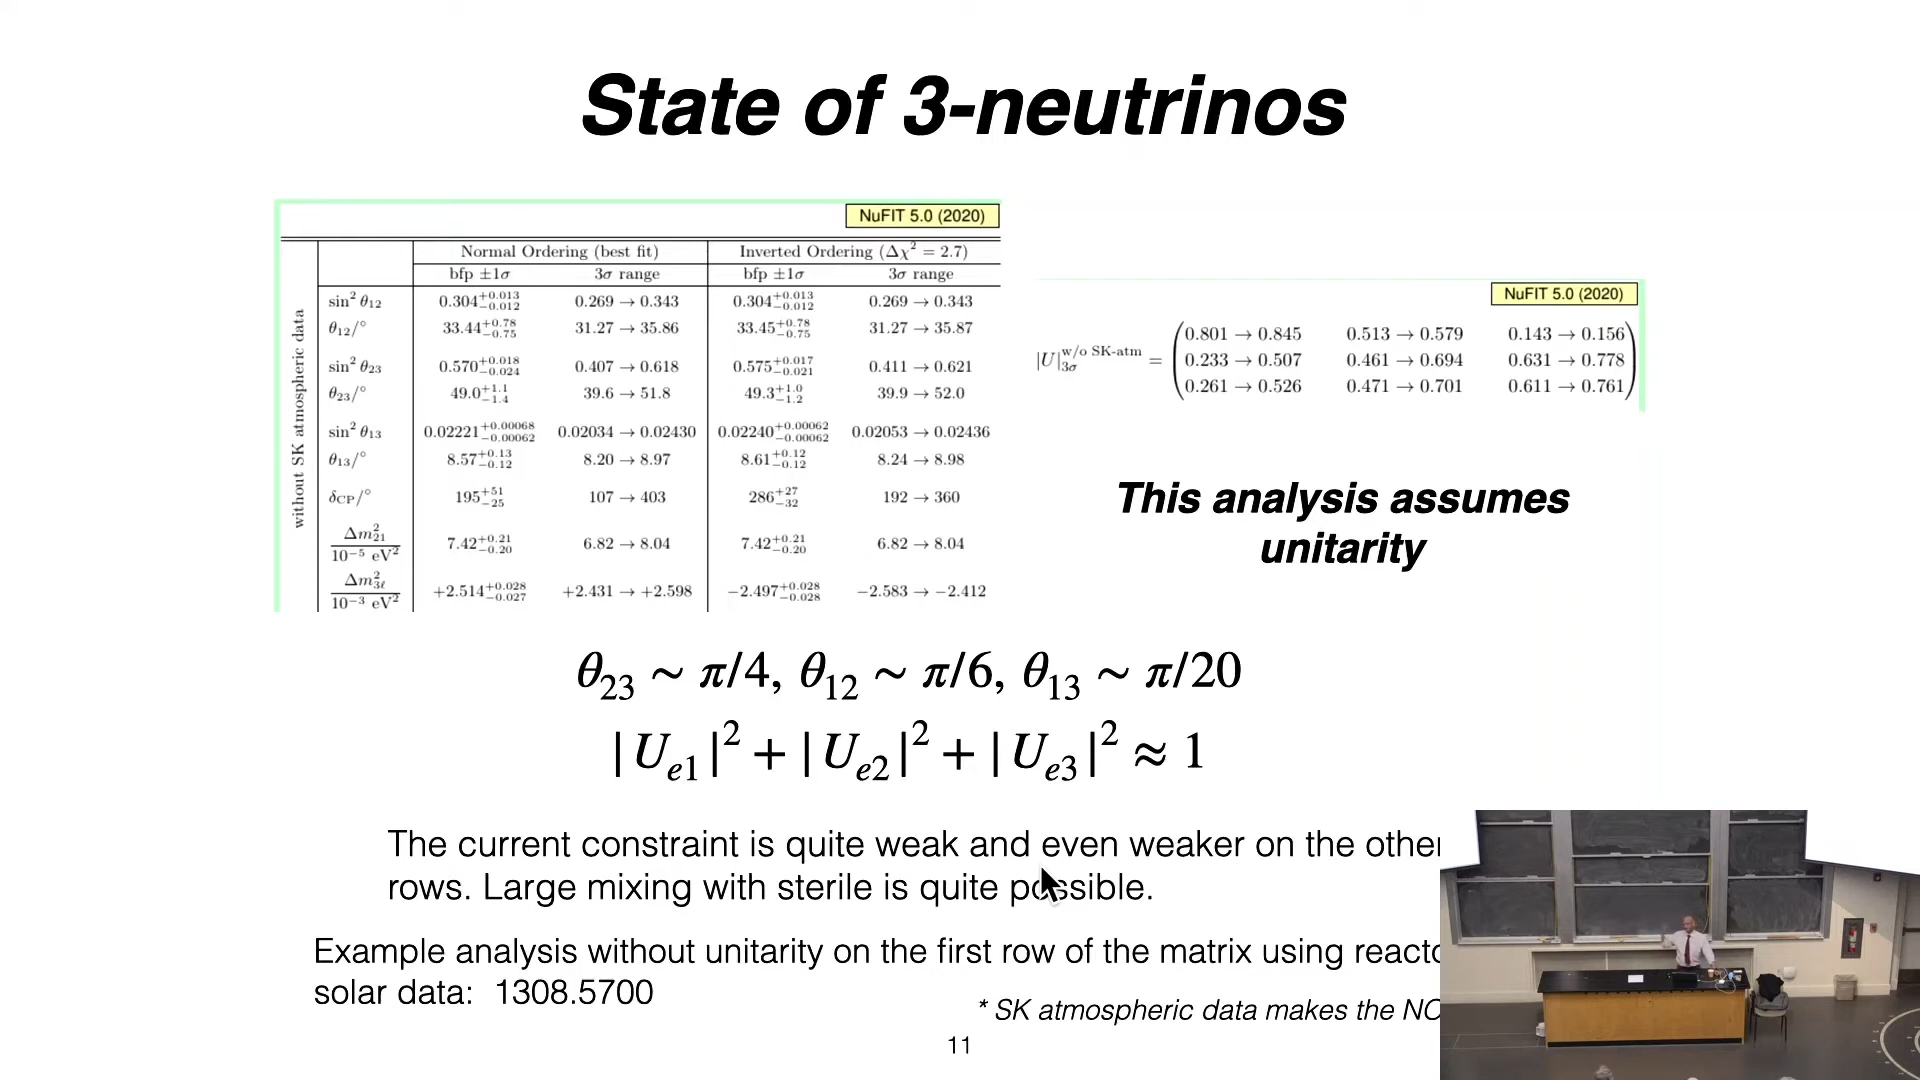 State of 3-neutrinos
NuFIT 5.0 (2020)
Normal Ordering (best fit) Inverted Ordering (Δχ² = 2.7)
bfp ±1σ 3σ range bfp ±1σ 3σ range
without SK atmospheric data
sin² θ₁₂ 0.304 +0.013 −0.012 0.269 → 0.343 0.304 +0.013 −0.012 0.269 → 0.343
θ₁₂/° 33.44 +0.78 −0.75 31.27 → 35.86 33.45 +0.78 −0.75 31.27 → 35.87
sin² θ₂₃ 0.570 +0.018 −0.024 0.407 → 0.618 0.575 +0.017 −0.021 0.411 → 0.621
θ₂₃/° 49.0 +1.1 −1.4 39.6 → 51.8 49.3 +1.0 −1.2 39.9 → 52.0
sin² θ₁₃ 0.02221 +0.00068 −0.00062 0.02034 → 0.02430 0.02240 +0.00062 −0.00062 0.02053 → 0.02436
θ₁₃/° 8.57 +0.13 −0.12 8.20 → 8.97 8.61 +0.12 −0.12 8.24 → 8.98
δCP/° 195 +51 −25 107 → 403 286 +27 −32 192 → 360
Δm²₂₁ / 10⁻⁵ eV² 7.42 +0.21 −0.20 6.82 → 8.04 7.42 +0.21 −0.20 6.82 → 8.04
Δm²₃ℓ / 10⁻³ eV² +2.514 +0.028 −0.027 +2.431 → +2.598 −2.497 +0.028 −0.028 −2.583 → −2.412
NuFIT 5.0 (2020)
0.801 → 0.845 0.513 → 0.579 0.143 → 0.156
|U|3σ w/o SK-atm = 0.233 → 0.507 0.461 → 0.694 0.631 → 0.778
0.261 → 0.526 0.471 → 0.701 0.611 → 0.761
This analysis assumes
unitarity
θ₂₃ ~ π/4, θ₁₂ ~ π/6, θ₁₃ ~ π/20
|Ue1|² + |Ue2|² + |Ue3|² ≈ 1
The current constraint is quite weak and even weaker on the other
rows. Large mixing with sterile is quite possible.
Example analysis without unitarity on the first row of the matrix using reacto
solar data: 1308.5700
* SK atmospheric data makes the NO
11